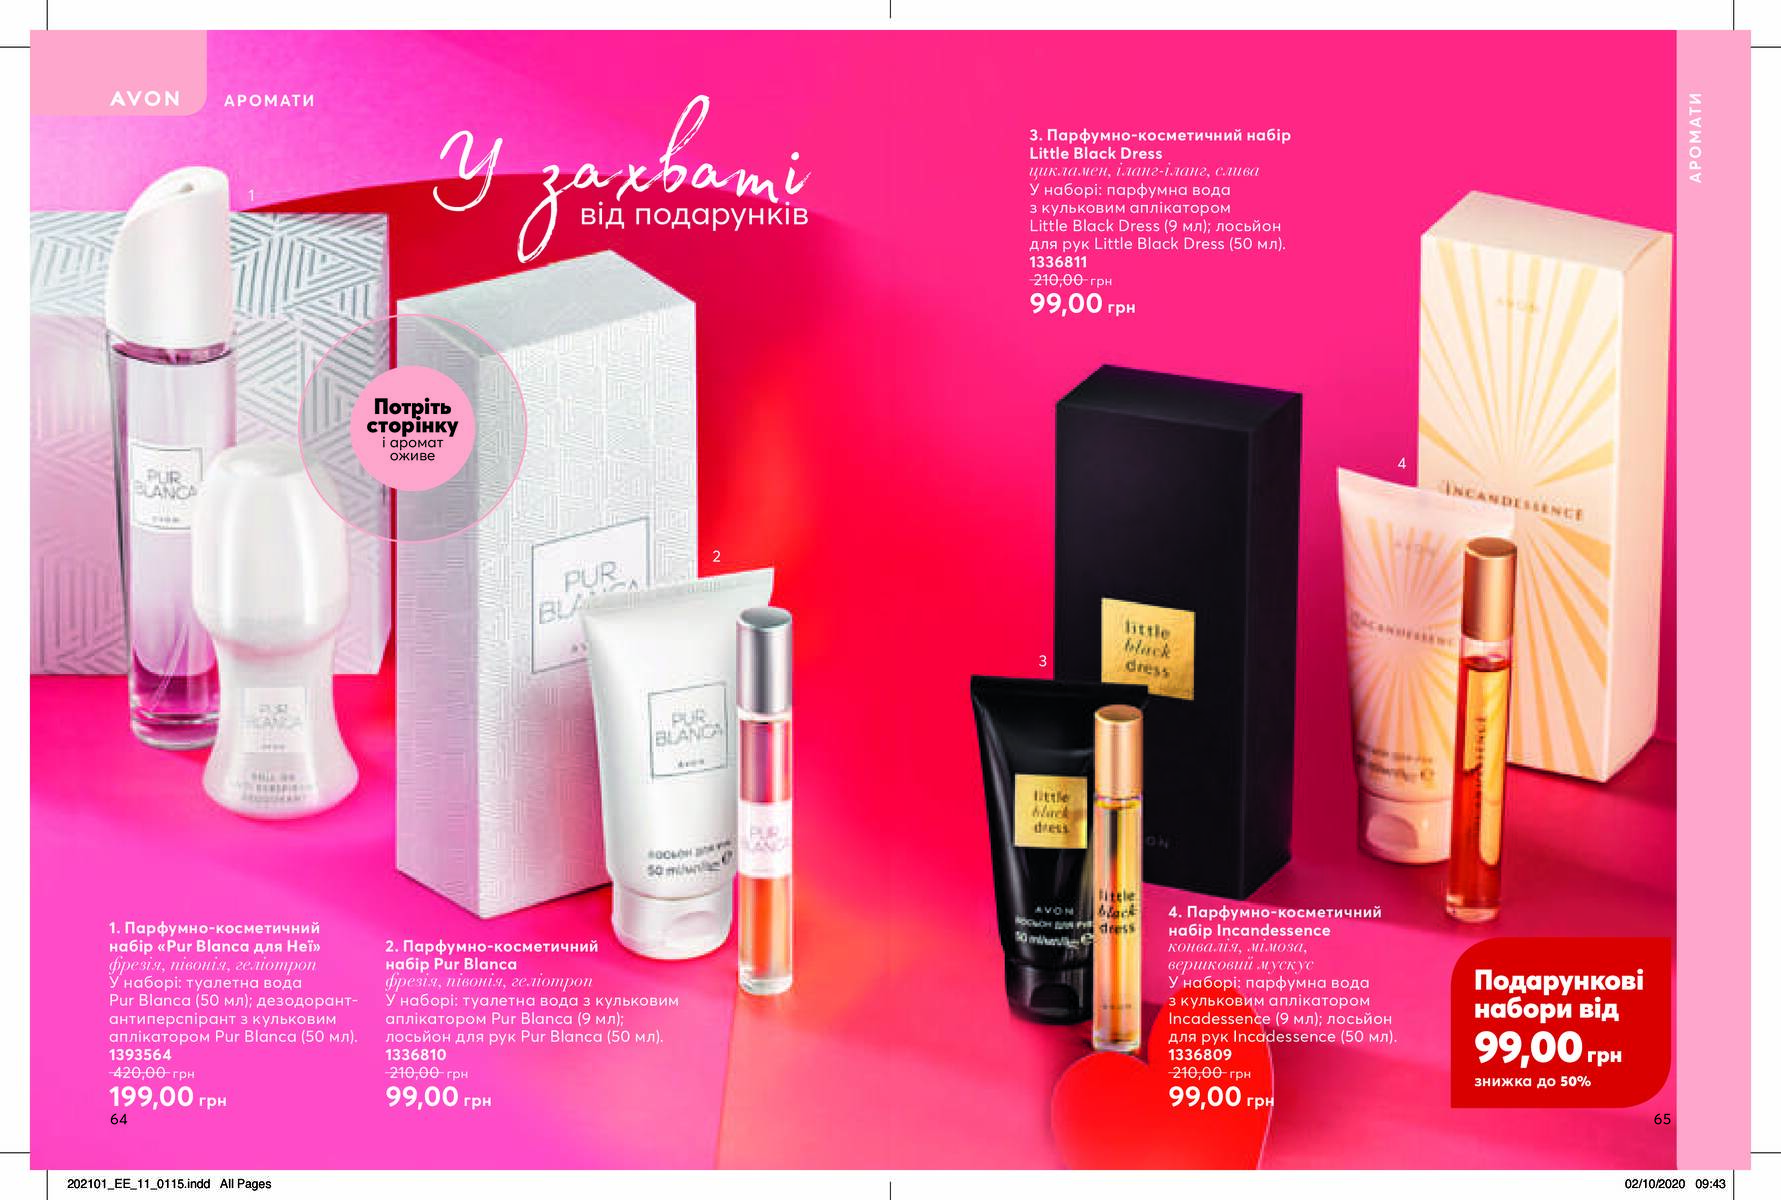 AVON
АРОМАТИ
У захваті
від подарунків
1
Потріть
сторінку
і аромат
оживе
PUR
BLANCA
AVON
PUR
BLANCA
PUR
BLANCA
2
PUR
BLANCA
AVON
ЛОСЬОН ДЛЯ РУК
50 ml/мл/мл℮
PUR
BLANCA
1. Парфумно-косметичний
набір «Pur Blanca для Неї»
фрезія, півонія, геліотроп
У наборі: туалетна вода
Pur Blanca (50 мл); дезодорант-
антиперспірант з кульковим
аплікатором Pur Blanca (50 мл).
1393564
420,00 грн
199,00 грн
64
2. Парфумно-косметичний
набір Pur Blanca
фрезія, півонія, геліотроп
У наборі: туалетна вода з кульковим
аплікатором Pur Blanca (9 мл);
лосьйон для рук Pur Blanca (50 мл).
1336810
210,00 грн
99,00 грн
3. Парфумно-косметичний набір
Little Black Dress
цикламен, іланг-іланг, слива
У наборі: парфумна вода
з кульковим аплікатором
Little Black Dress (9 мл); лосьйон
для рук Little Black Dress (50 мл).
1336811
210,00 грн
99,00 грн
АРОМАТИ
AVON
INCANDESSENCE
4
AVON
INCANDESSENCE
INCANDESSENCE
little
black
dress
3
little
black
dress
AVON
little
black
dress
4. Парфумно-косметичний
набір Incandessence
конвалія, мімоза,
вершковий мускус
У наборі: парфумна вода
з кульковим аплікатором
Incadessence (9 мл); лосьйон
для рук Incadessence (50 мл).
1336809
210,00 грн
99,00 грн
Подарункові
набори від
99,00 грн
знижка до 50%
65
202101_EE_11_0115.indd All Pages
02/10/2020 09:43